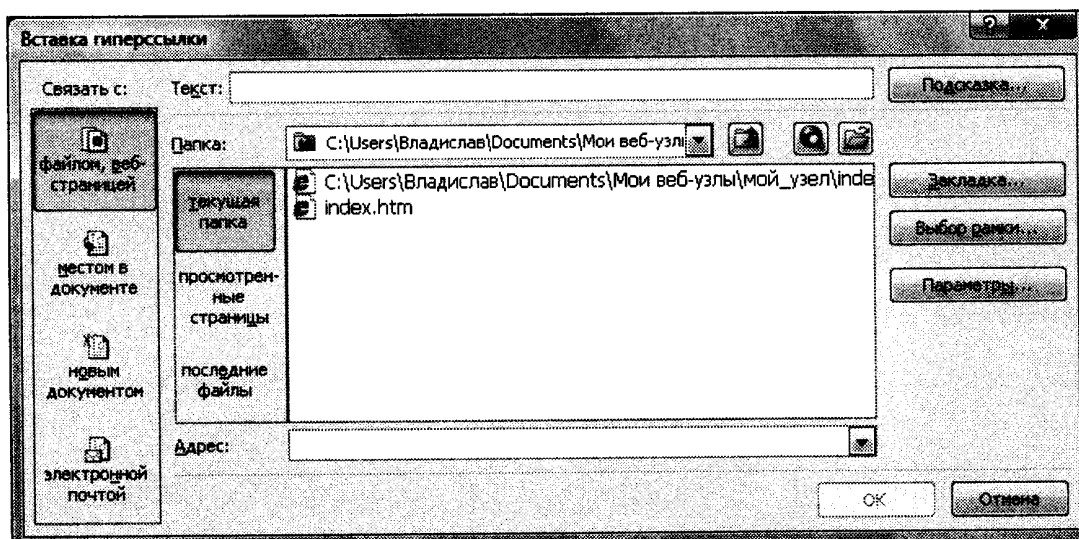 Вставка гиперссылки
Связать с:
Текст:
Подсказка...
файлом, веб-
страницей
Папка:
C:\Users\Владислав\Documents\Мои веб-узлы
текущая
папка
C:\Users\Владислав\Documents\Мои веб-узлы\мой_узел\inde
index.htm
Закладка...
Выбор рамки...
Параметры...
местом в
документе
просмотрен-
ные
страницы
новым
документом
последние
файлы
Адрес:
электронной
почтой
OK
Отмена